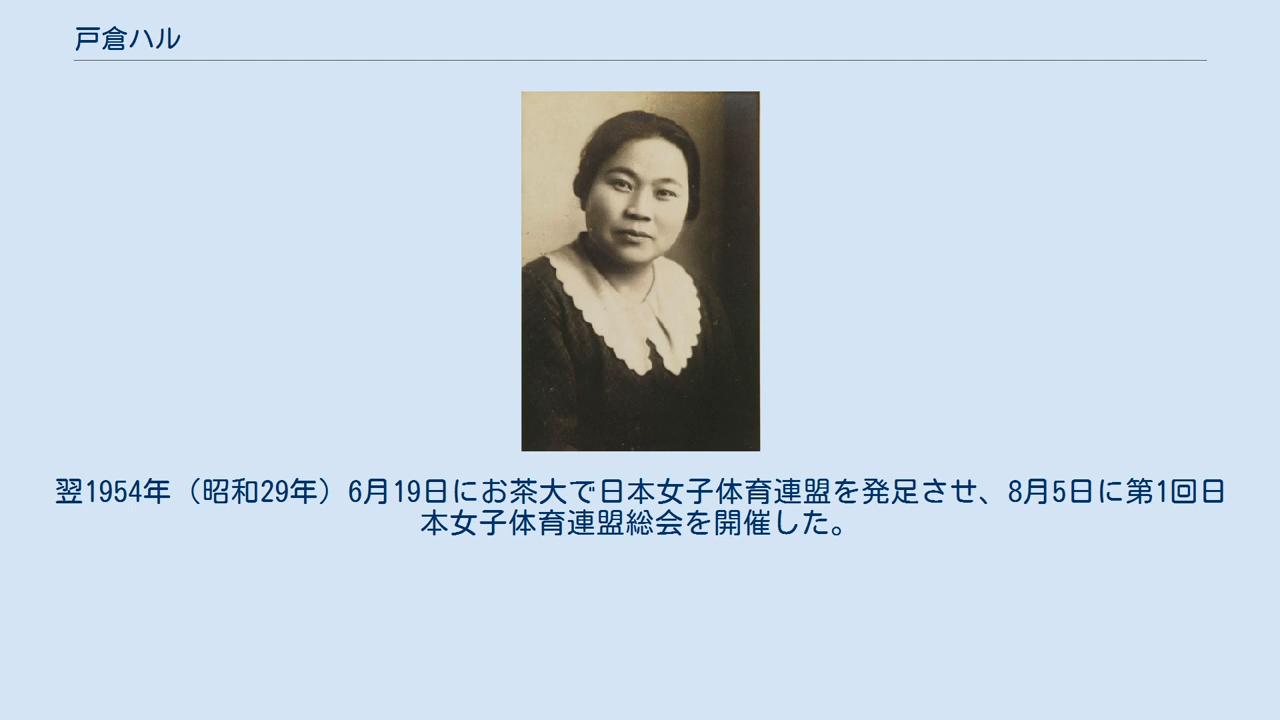 戸倉ハル
翌1954年（昭和29年）6月19日にお茶大で日本女子体育連盟を発足させ、8月5日に第1回日
本女子体育連盟総会を開催した。